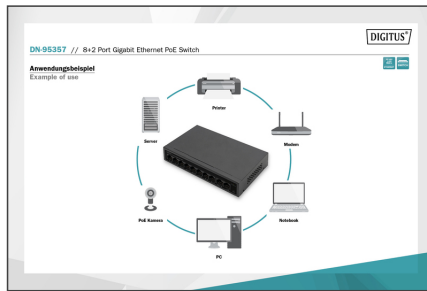 DIGITUS®
DN-95357 // 8+2 Port Gigabit Ethernet PoE Switch
Anwendungsbeispiel
Example of use
Printer
Server
Modem
PoE Kamera
Notebook
PC